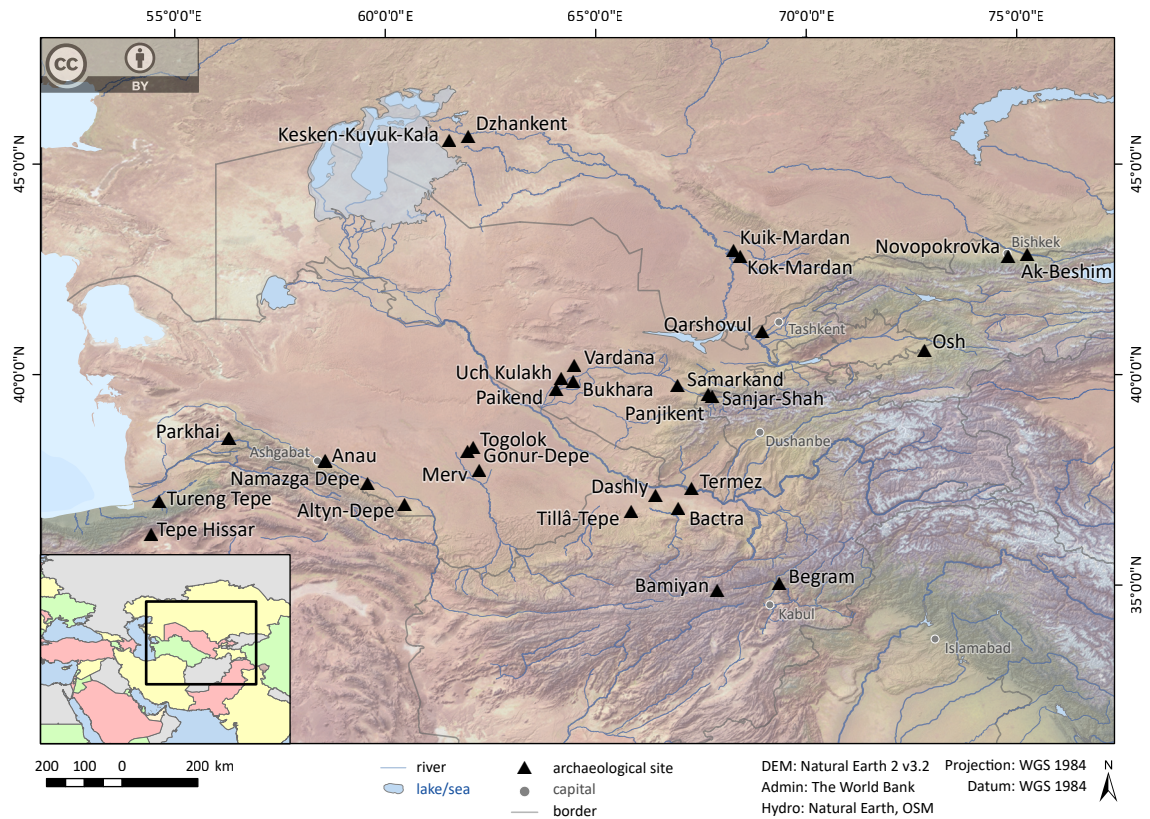 55°0'0"E
60°0'0"E
65°0'0"E
70°0'0"E
75°0'0"E
CC
BY
45°0'0"N
45°0'0"N
Kesken-Kuyuk-Kala
Dzhankent
Kuik-Mardan
Kok-Mardan
Novopokrovka
Bishkek
Ak-Beshim
Qarshovul
Tashkent
Osh
40°0'0"N
40°0'0"N
Vardana
Uch Kulakh
Bukhara
Paikend
Samarkand
Sanjar-Shah
Panjikent
Dushanbe
Parkhai
Ashgabat
Anau
Togolok
Gonur-Depe
Merv
Namazga Depe
Altyn-Depe
Tureng Tepe
Tepe Hissar
Dashly
Termez
Tillâ-Tepe
Bactra
35°0'0"N
Bamiyan
Begram
Kabul
Islamabad
200 100 0 200 km
river
lake/sea
archaeological site
capital
border
DEM: Natural Earth 2 v3.2
Admin: The World Bank
Hydro: Natural Earth, OSM
Projection: WGS 1984
Datum: WGS 1984
N